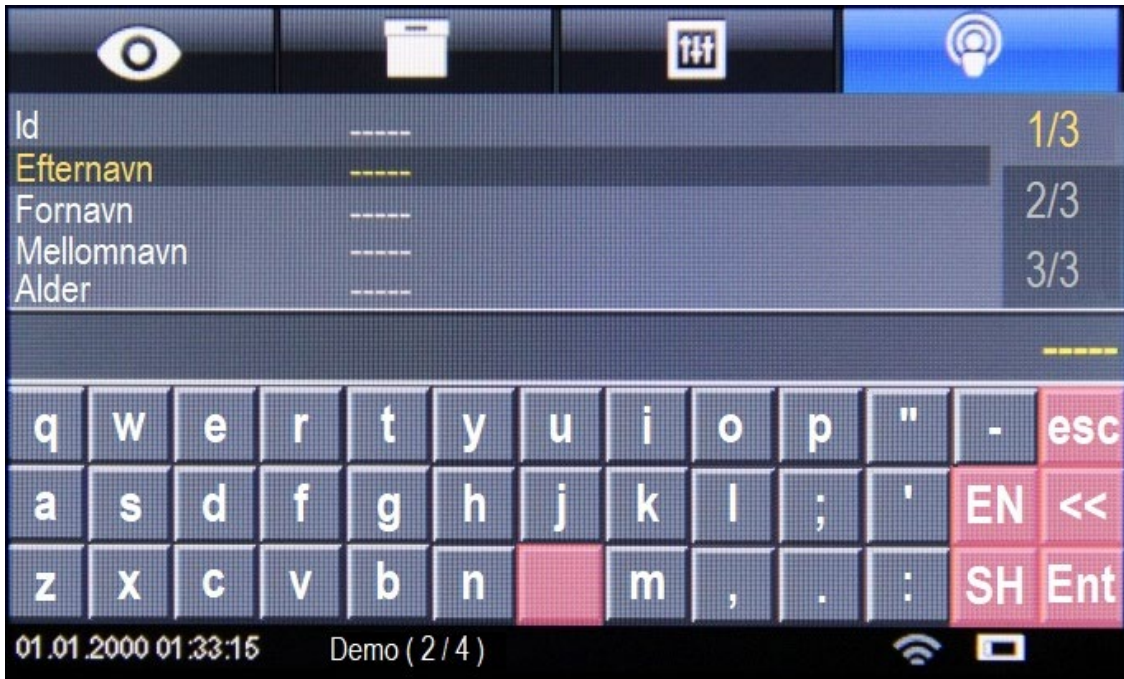 Id -----
1/3
Efternavn -----
2/3
Fornavn -----
Mellomnavn -----
3/3
Alder -----
-----
q w e r t y u i o p " - esc
a s d f g h j k l ; ' EN <<
z x c v b n m , . : SH Ent
01.01.2000 01:33:15 Demo ( 2 / 4 )